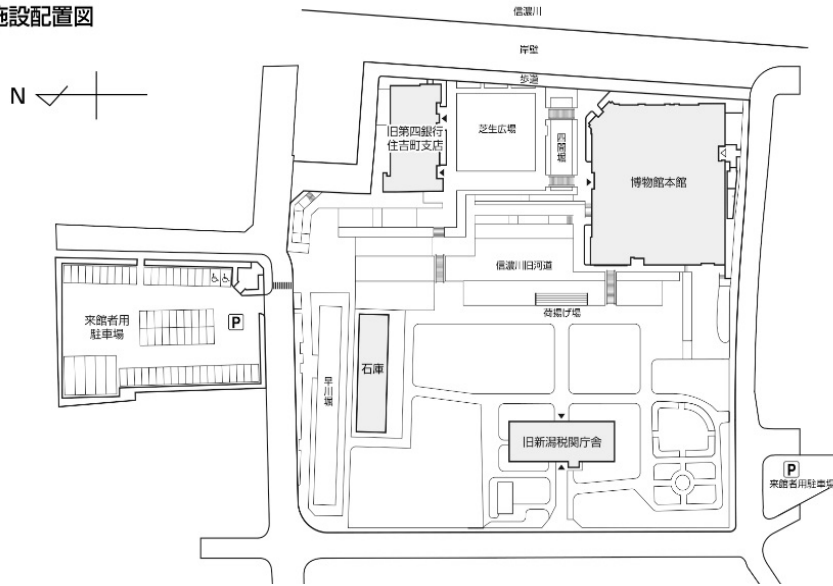 施設配置図
信濃川
岸壁
歩道
N
旧第四銀行
住吉町支店
芝生広場
四間堀
博物館本館
信濃川旧河道
荷揚げ場
来館者用
駐車場
P
早川堀
石庫
旧新潟税関庁舎
P
来館者用駐車場